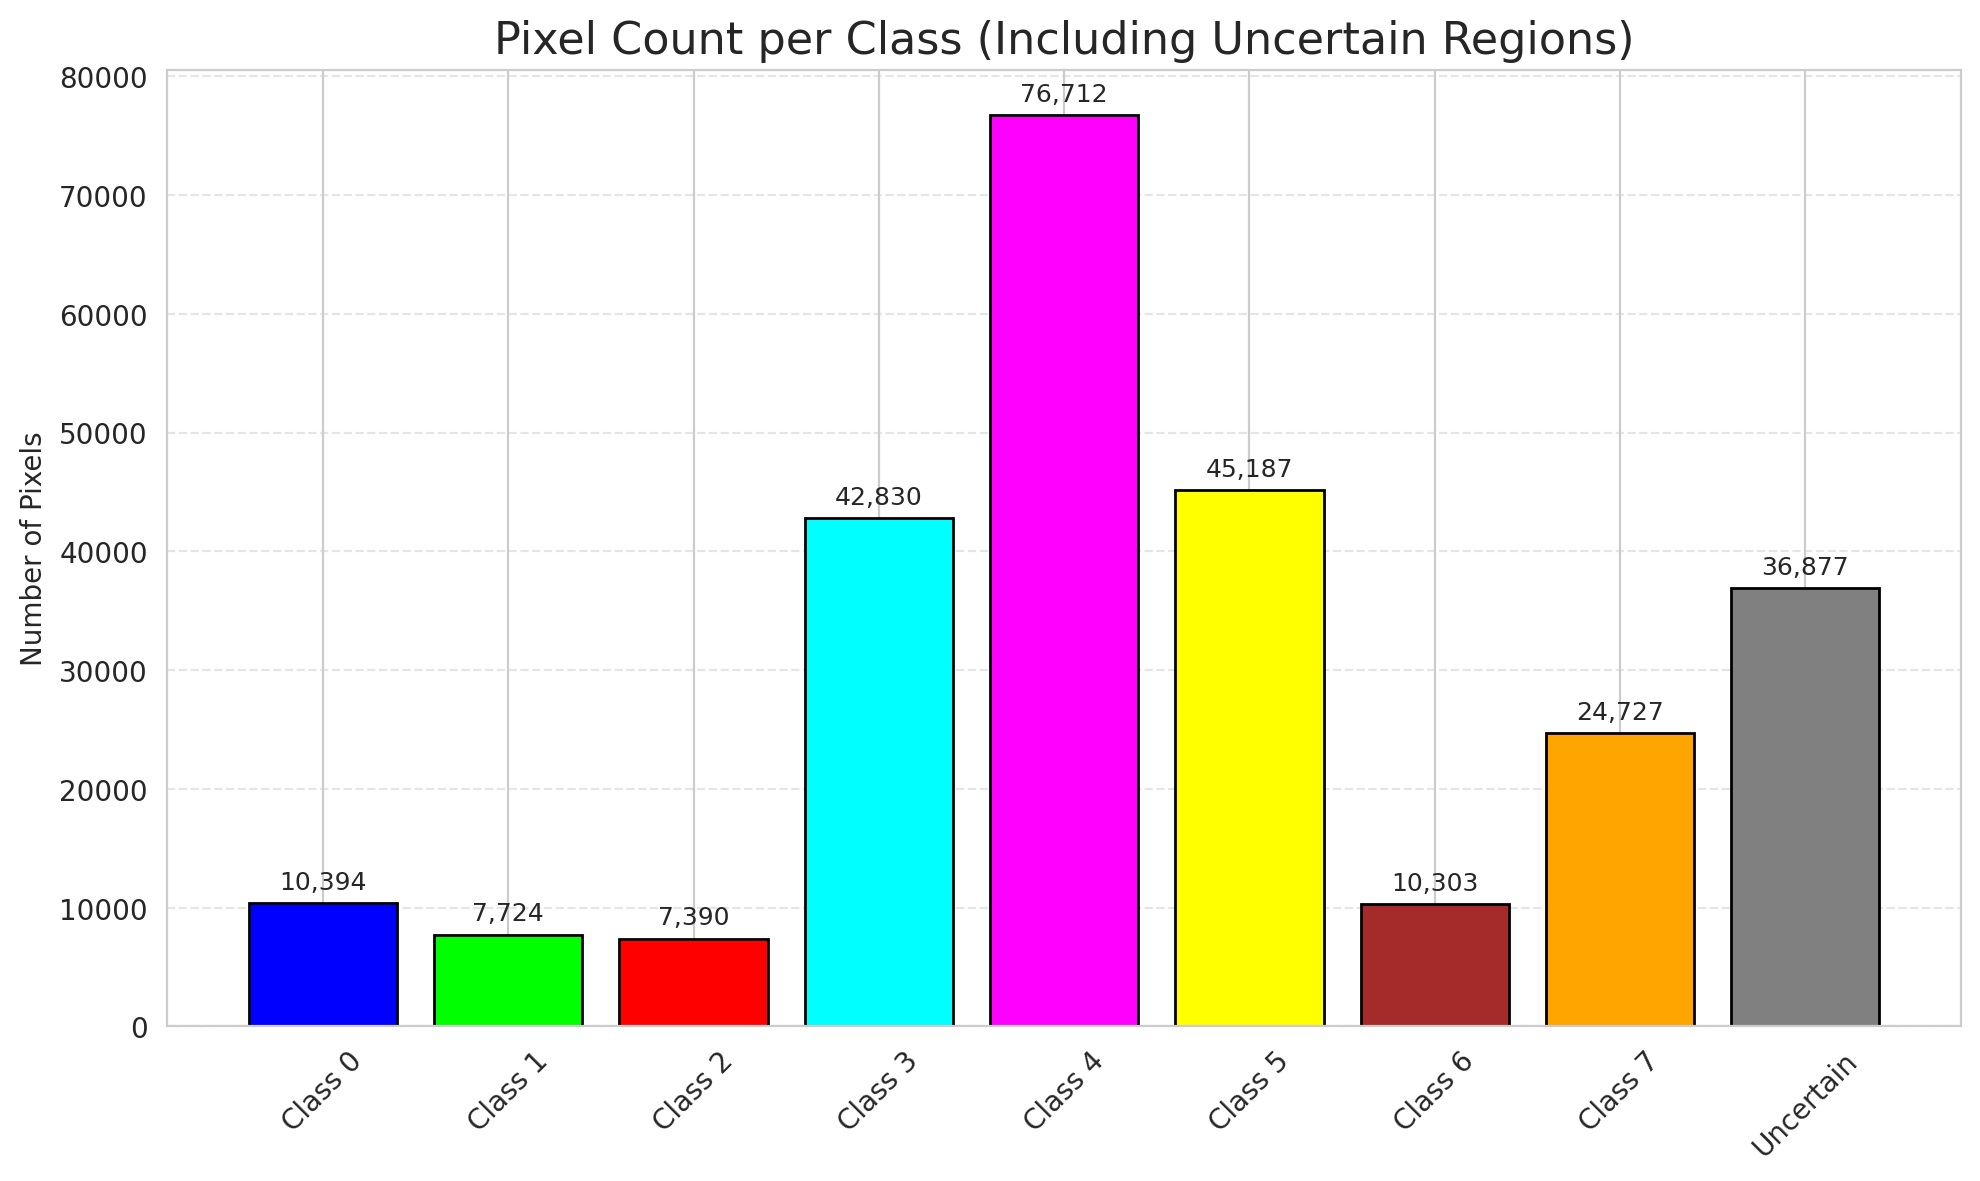 Pixel Count per Class (Including Uncertain Regions)
Number of Pixels
80000
70000
60000
50000
40000
30000
20000
10000
0
10,394
7,724
7,390
42,830
76,712
45,187
10,303
24,727
36,877
Class 0
Class 1
Class 2
Class 3
Class 4
Class 5
Class 6
Class 7
Uncertain